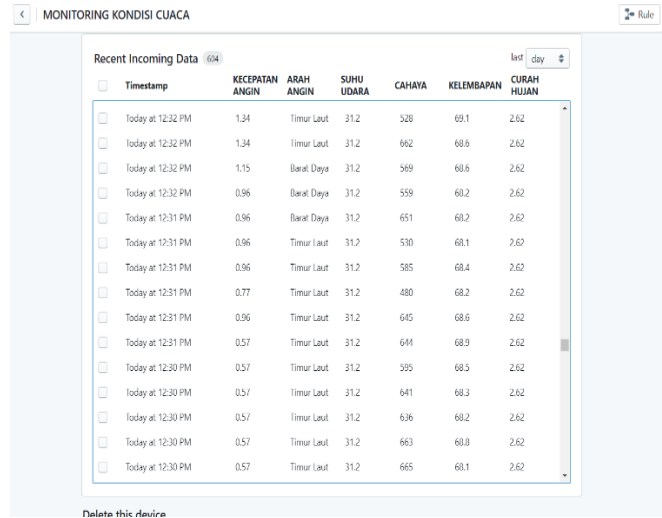 MONITORING KONDISI CUACA
Rule
Recent Incoming Data 604
last day
Timestamp KECEPATAN ANGIN ARAH ANGIN SUHU UDARA CAHAYA KELEMBAPAN CURAH HUJAN
Today at 12:32 PM 1.34 Timur Laut 31.2 528 69.1 2.62
Today at 12:32 PM 1.34 Timur Laut 31.2 662 68.6 2.62
Today at 12:32 PM 1.15 Barat Daya 31.2 569 68.6 2.62
Today at 12:32 PM 0.96 Barat Daya 31.2 559 68.2 2.62
Today at 12:31 PM 0.96 Barat Daya 31.2 651 68.2 2.62
Today at 12:31 PM 0.96 Timur Laut 31.2 530 68.1 2.62
Today at 12:31 PM 0.96 Timur Laut 31.2 585 68.4 2.62
Today at 12:31 PM 0.77 Timur Laut 31.2 480 68.2 2.62
Today at 12:31 PM 0.96 Timur Laut 31.2 645 68.6 2.62
Today at 12:31 PM 0.57 Timur Laut 31.2 644 68.9 2.62
Today at 12:30 PM 0.57 Timur Laut 31.2 595 68.5 2.62
Today at 12:30 PM 0.57 Timur Laut 31.2 641 68.3 2.62
Today at 12:30 PM 0.57 Timur Laut 31.2 636 68.2 2.62
Today at 12:30 PM 0.57 Timur Laut 31.2 663 68.8 2.62
Today at 12:30 PM 0.57 Timur Laut 31.2 665 68.1 2.62
Delete this device